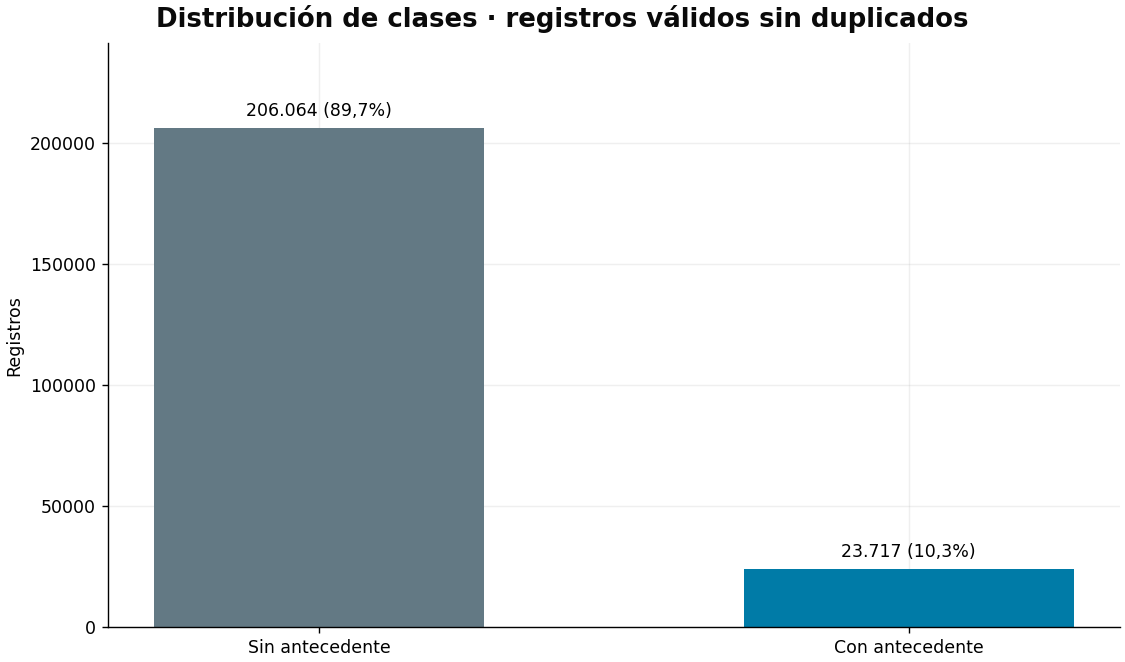 Distribución de clases · registros válidos sin duplicados
206.064 (89,7%)
200000
150000
Registros
100000
50000
23.717 (10,3%)
0
Sin antecedente
Con antecedente